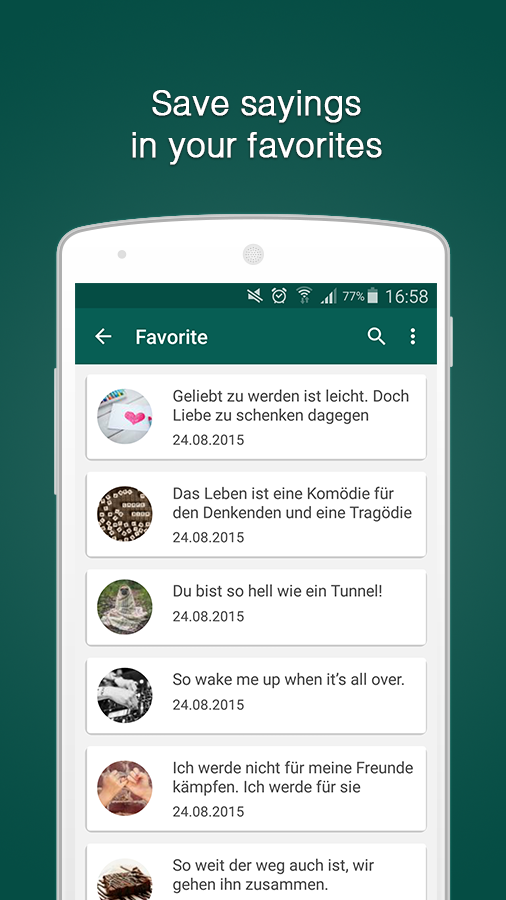 Save sayings
in your favorites
77% 16:58
Favorite
Geliebt zu werden ist leicht. Doch
Liebe zu schenken dagegen
24.08.2015
Das Leben ist eine Komödie für
den Denkenden und eine Tragödie
24.08.2015
Du bist so hell wie ein Tunnel!
24.08.2015
So wake me up when it’s all over.
24.08.2015
Ich werde nicht für meine Freunde
kämpfen. Ich werde für sie
24.08.2015
So weit der weg auch ist, wir
gehen ihn zusammen.